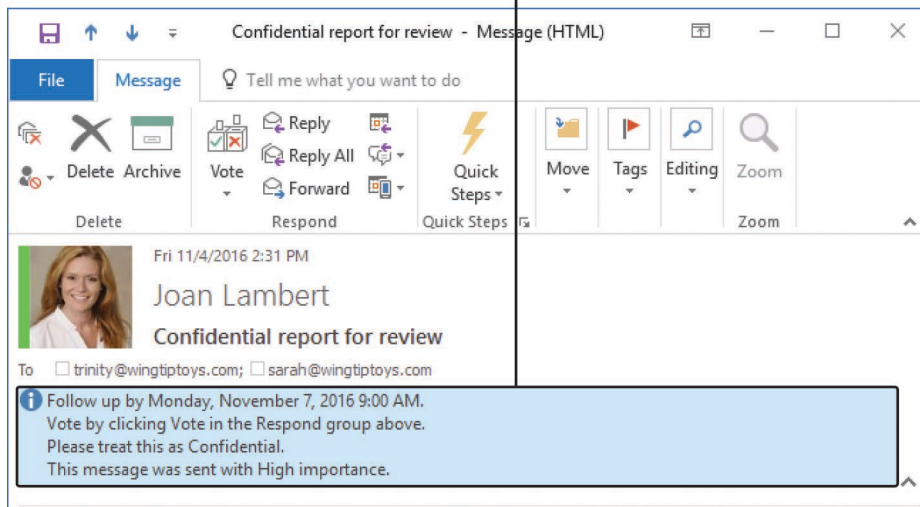 Confidential report for review - Message (HTML)
File Message Tell me what you want to do
Delete Archive Vote Reply Reply All Forward Quick Steps Move Tags Editing Zoom
Delete Respond Quick Steps Zoom
Fri 11/4/2016 2:31 PM
Joan Lambert
Confidential report for review
To trinity@wingtiptoys.com; sarah@wingtiptoys.com
Follow up by Monday, November 7, 2016 9:00 AM.
Vote by clicking Vote in the Respond group above.
Please treat this as Confidential.
This message was sent with High importance.